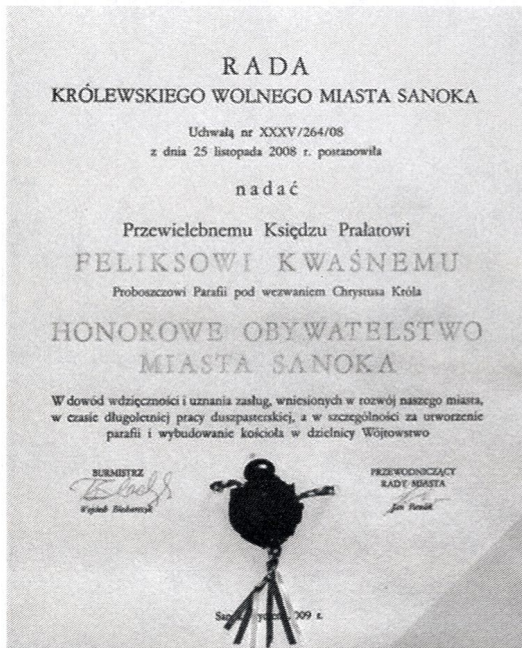 RADA
KRÓLEWSKIEGO WOLNEGO MIASTA SANOKA
Uchwałą nr XXXV/264/08
z dnia 25 listopada 2008 r. postanowiła
nadać
Przewielebnemu Księdzu Prałatowi
FELIKSOWI KWAŚNEMU
Proboszczowi Parafii pod wezwaniem Chrystusa Króla
HONOROWE OBYWATELSTWO
MIASTA SANOKA
W dowód wdzięczności i uznania zasług, wniesionych w rozwój naszego miasta,
w czasie długoletniej pracy duszpasterskiej, a w szczególności za utworzenie
parafii i wybudowanie kościoła w dzielnicy Wójtowstwo
BURMISTRZ
Wojciech Blecharczyk
PRZEWODNICZĄCY
RADY MIASTA
Jan
009 r.